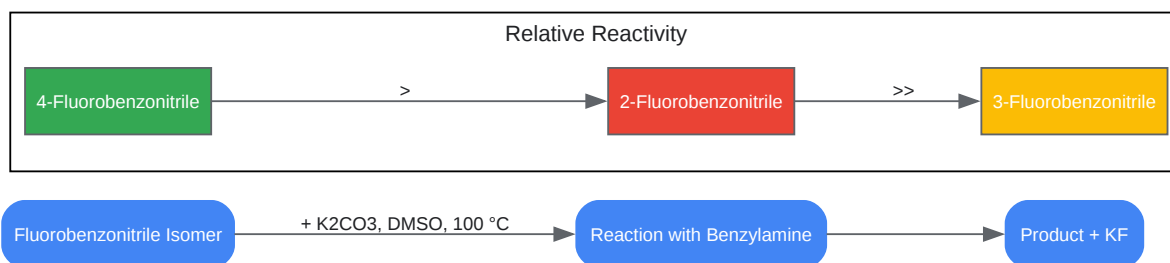 Relative Reactivity
4-Fluorobenzonitrile
>
2-Fluorobenzonitrile
>>
3-Fluorobenzonitrile
Fluorobenzonitrile Isomer
+ K2CO3, DMSO, 100 °C
Reaction with Benzylamine
Product + KF